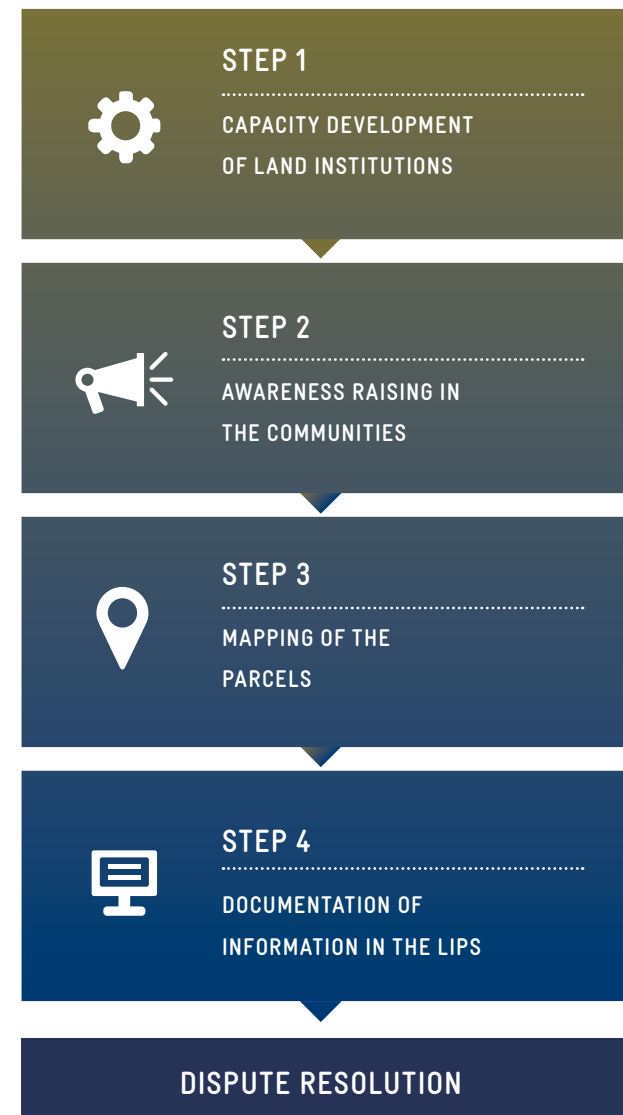 STEP 1
CAPACITY DEVELOPMENT
OF LAND INSTITUTIONS
STEP 2
AWARENESS RAISING IN
THE COMMUNITIES
STEP 3
MAPPING OF THE
PARCELS
STEP 4
DOCUMENTATION OF
INFORMATION IN THE LIPS
DISPUTE RESOLUTION